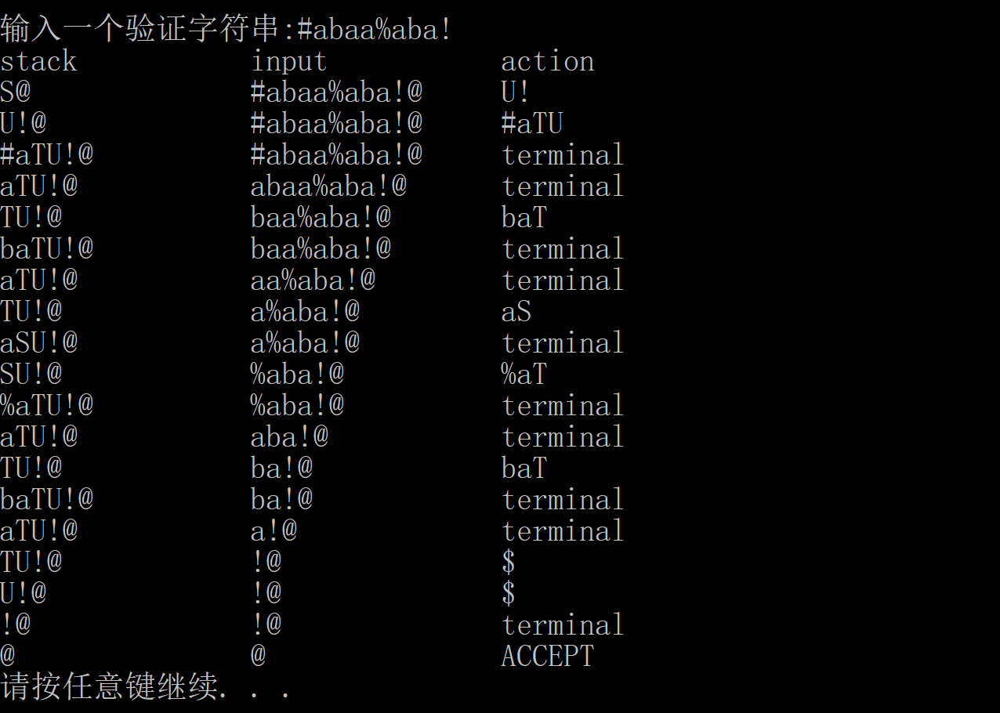 输入一个验证字符串:#abaa%aba!
stack input action
S@ #abaa%aba!@ U!
U!@ #abaa%aba!@ #aTU
#aTU!@ #abaa%aba!@ terminal
aTU!@ abaa%aba!@ terminal
TU!@ baa%aba!@ baT
baTU!@ baa%aba!@ terminal
aTU!@ aa%aba!@ terminal
TU!@ a%aba!@ aS
aSU!@ a%aba!@ terminal
SU!@ %aba!@ %aT
%aTU!@ %aba!@ terminal
aTU!@ aba!@ terminal
TU!@ ba!@ baT
baTU!@ ba!@ terminal
aTU!@ a!@ terminal
TU!@ !@ $
U!@ !@ $
!@ !@ terminal
@ @ ACCEPT
请按任意键继续. . .